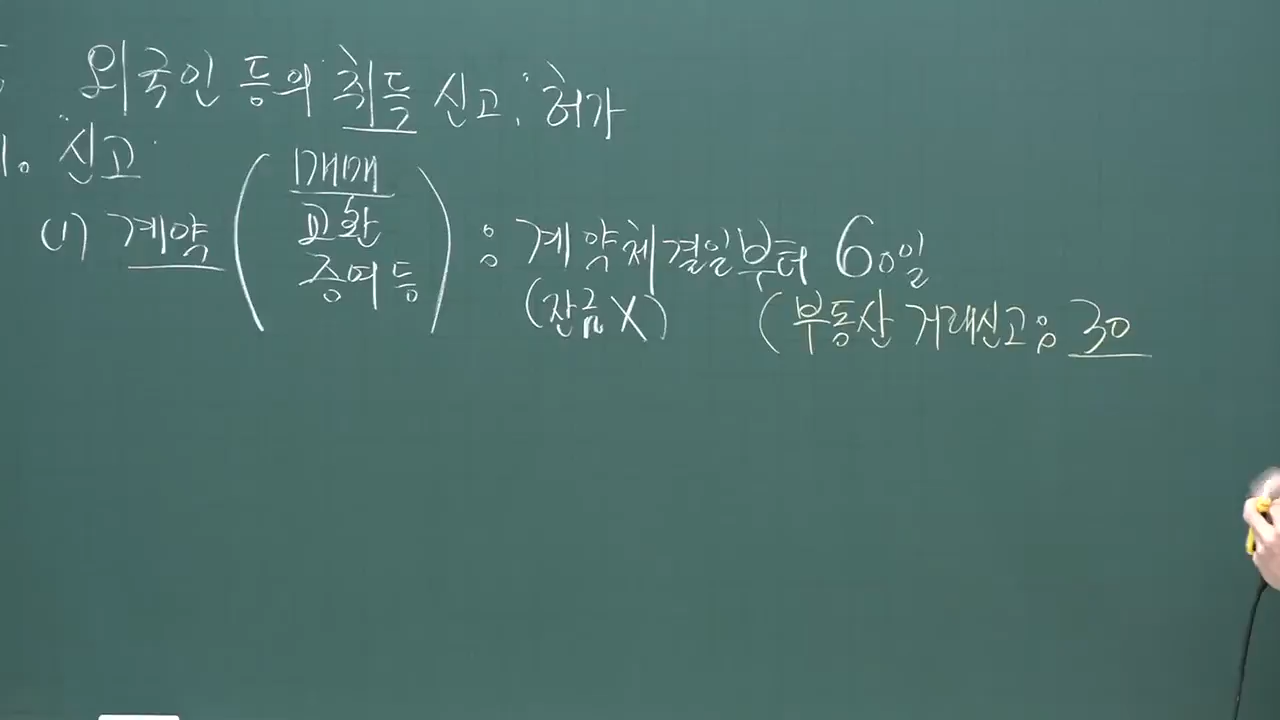 외국인 등의 취득 신고, 허가
1. 신고
(1) 계약 ( 매매 교환 증여 등 ) : 계약체결일부터 60일
(잔금X) (부동산 거래신고: 30